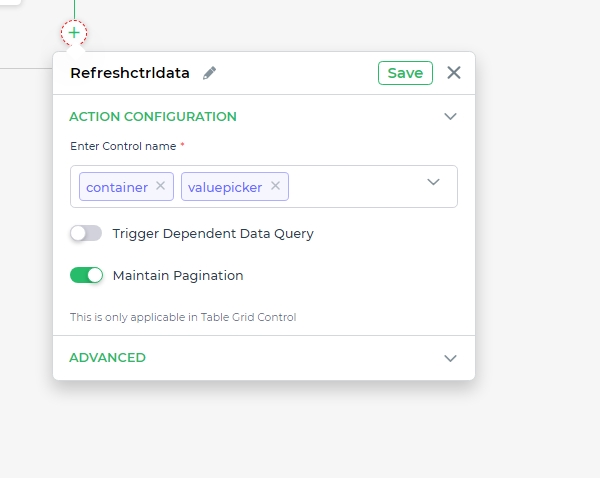 Refreshctrldata
Save
ACTION CONFIGURATION
Enter Control name *
container
valuepicker
Trigger Dependent Data Query
Maintain Pagination
This is only applicable in Table Grid Control
ADVANCED